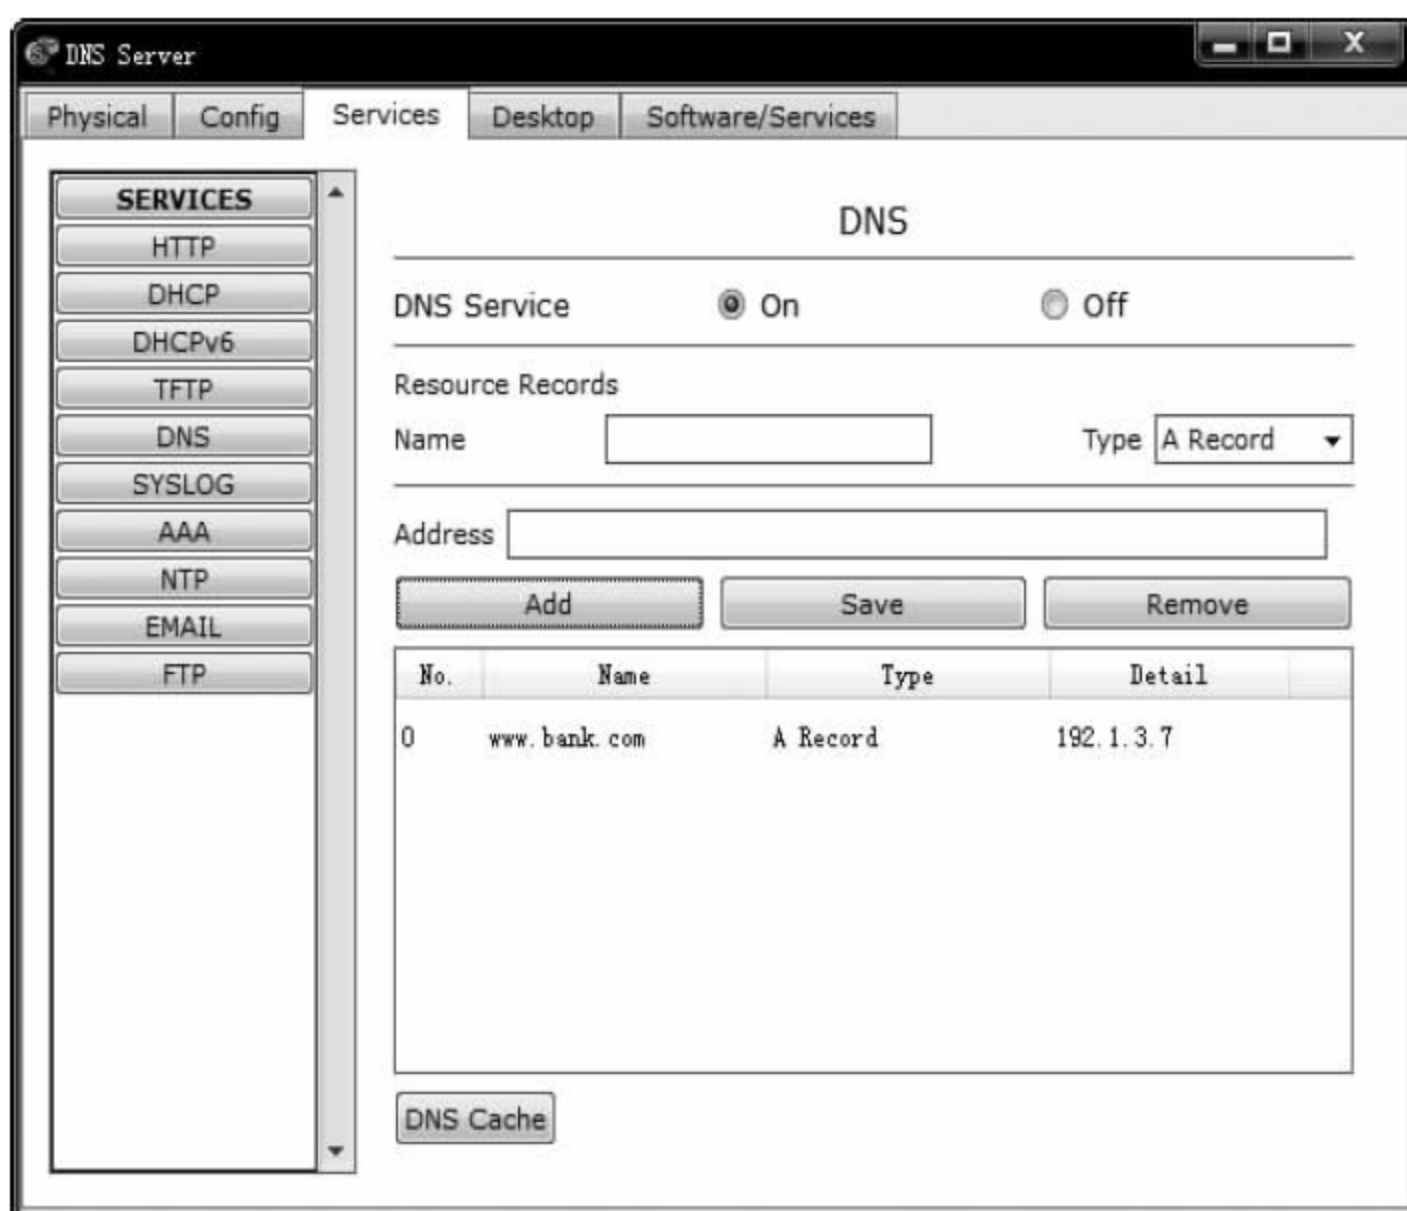 DNS Server
X
Physical Config Services Desktop Software/Services
SERVICES
HTTP
DHCP
DHCPv6
TFTP
DNS
SYSLOG
AAA
NTP
EMAIL
FTP
DNS
DNS Service On Off
Resource Records
Name Type A Record
Address
Add Save Remove
No. Name Type Detail
0 www.bank.com A Record 192.1.3.7
DNS Cache